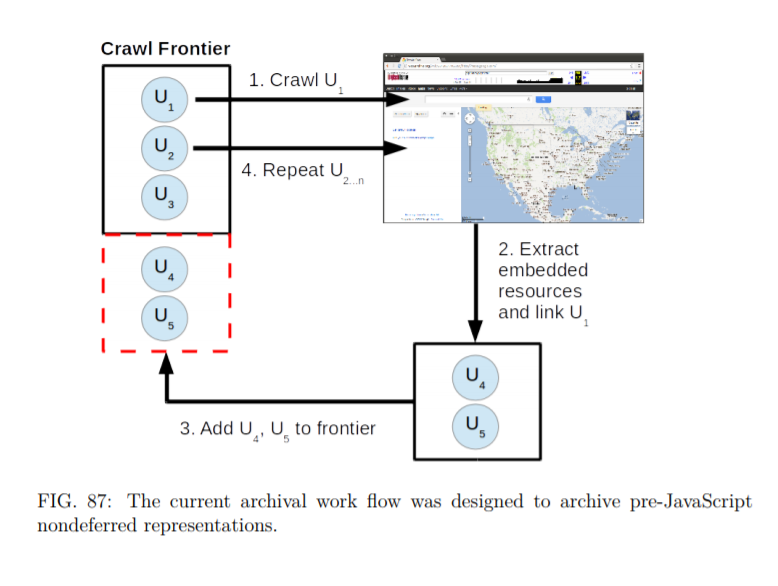 Crawl Frontier
U1
1. Crawl U1
U2
4. Repeat U2...n
U3
2. Extract
embedded
resources
and link U1
U4
U5
U4
U5
3. Add U4, U5 to frontier
FIG. 87: The current archival work flow was designed to archive pre-JavaScript
nondeferred representations.